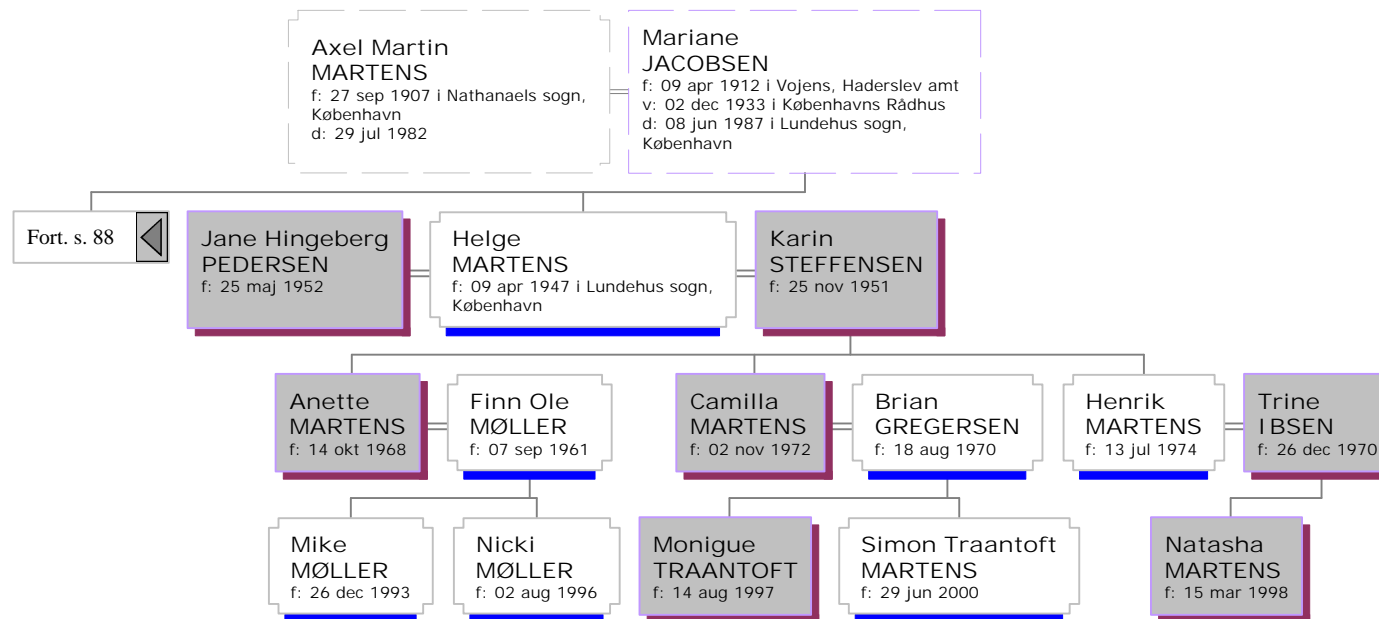 Axel Martin
MARTENS
f: 27 sep 1907 i Nathanaels sogn,
København
d: 29 jul 1982
Mariane
JACOBSEN
f: 09 apr 1912 i Vojens, Haderslev amt
v: 02 dec 1933 i Københavns Rådhus
d: 08 jun 1987 i Lundehus sogn,
København
Fort. s. 88
Jane Hingeberg
PEDERSEN
f: 25 maj 1952
Helge
MARTENS
f: 09 apr 1947 i Lundehus sogn,
København
Karin
STEFFENSEN
f: 25 nov 1951
Anette
MARTENS
f: 14 okt 1968
Finn Ole
MØLLER
f: 07 sep 1961
Camilla
MARTENS
f: 02 nov 1972
Brian
GREGERSEN
f: 18 aug 1970
Henrik
MARTENS
f: 13 jul 1974
Trine
IBSEN
f: 26 dec 1970
Mike
MØLLER
f: 26 dec 1993
Nicki
MØLLER
f: 02 aug 1996
Monigue
TRAANTOFT
f: 14 aug 1997
Simon Traantoft
MARTENS
f: 29 jun 2000
Natasha
MARTENS
f: 15 mar 1998